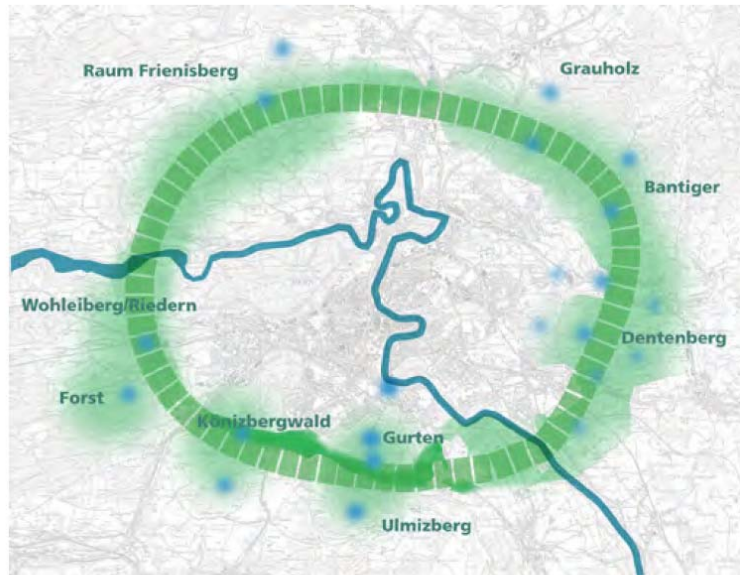 Raum Frienisberg
Grauholz
Bantiger
Wohleiberg/Riedern
Dentenberg
Forst
Könizbergwald
Gurten
Ulmizberg